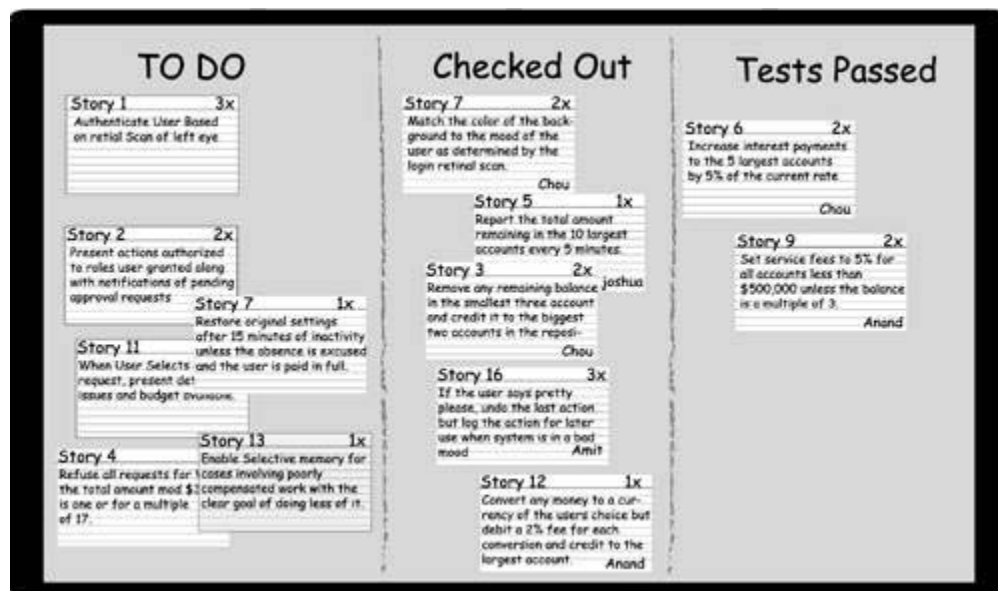 TO DO
Story 1 3x
Authenticate User Based
on retial Scan of left eye
Story 2 2x
Present actions authorized
to roles user granted along
with notifications of pending
approval requests
Story 7 1x
Restore original settings
after 15 minutes of inactivity
unless the absence is excused
and the user is paid in full.
Story 11
When User Selects
request, present det
issues and budget available.
Story 4
Refuse all requests for
the total amount mod
is one or for a multiple
of 17.
Story 13 1x
Enable Selective memory for
cases involving poorly
compensated work with the
clear goal of doing less of it.
Checked Out
Story 7 2x
Match the color of the back-
ground to the mood of the
user as determined by the
login retinal scan.
Chou
Story 5 1x
Report the total amount
remaining in the 10 largest
accounts every 5 minutes.
joshua
Story 3 2x
Remove any remaining balance
in the smallest three account
and credit it to the biggest
two accounts in the reposi-
Chou
Story 16 3x
If the user says pretty
please, undo the last action
but log the action for later
use when system is in a bad
mood
Amit
Story 12 1x
Convert any money to a cur-
rency of the users choice but
debit a 2% fee for each
conversion and credit to the
largest account.
Anand
Tests Passed
Story 6 2x
Increase interest payments
to the 5 largest accounts
by 5% of the current rate
Chou
Story 9 2x
Set service fees to 5% for
all accounts less than
$500,000 unless the balance
is a multiple of 3.
Anand